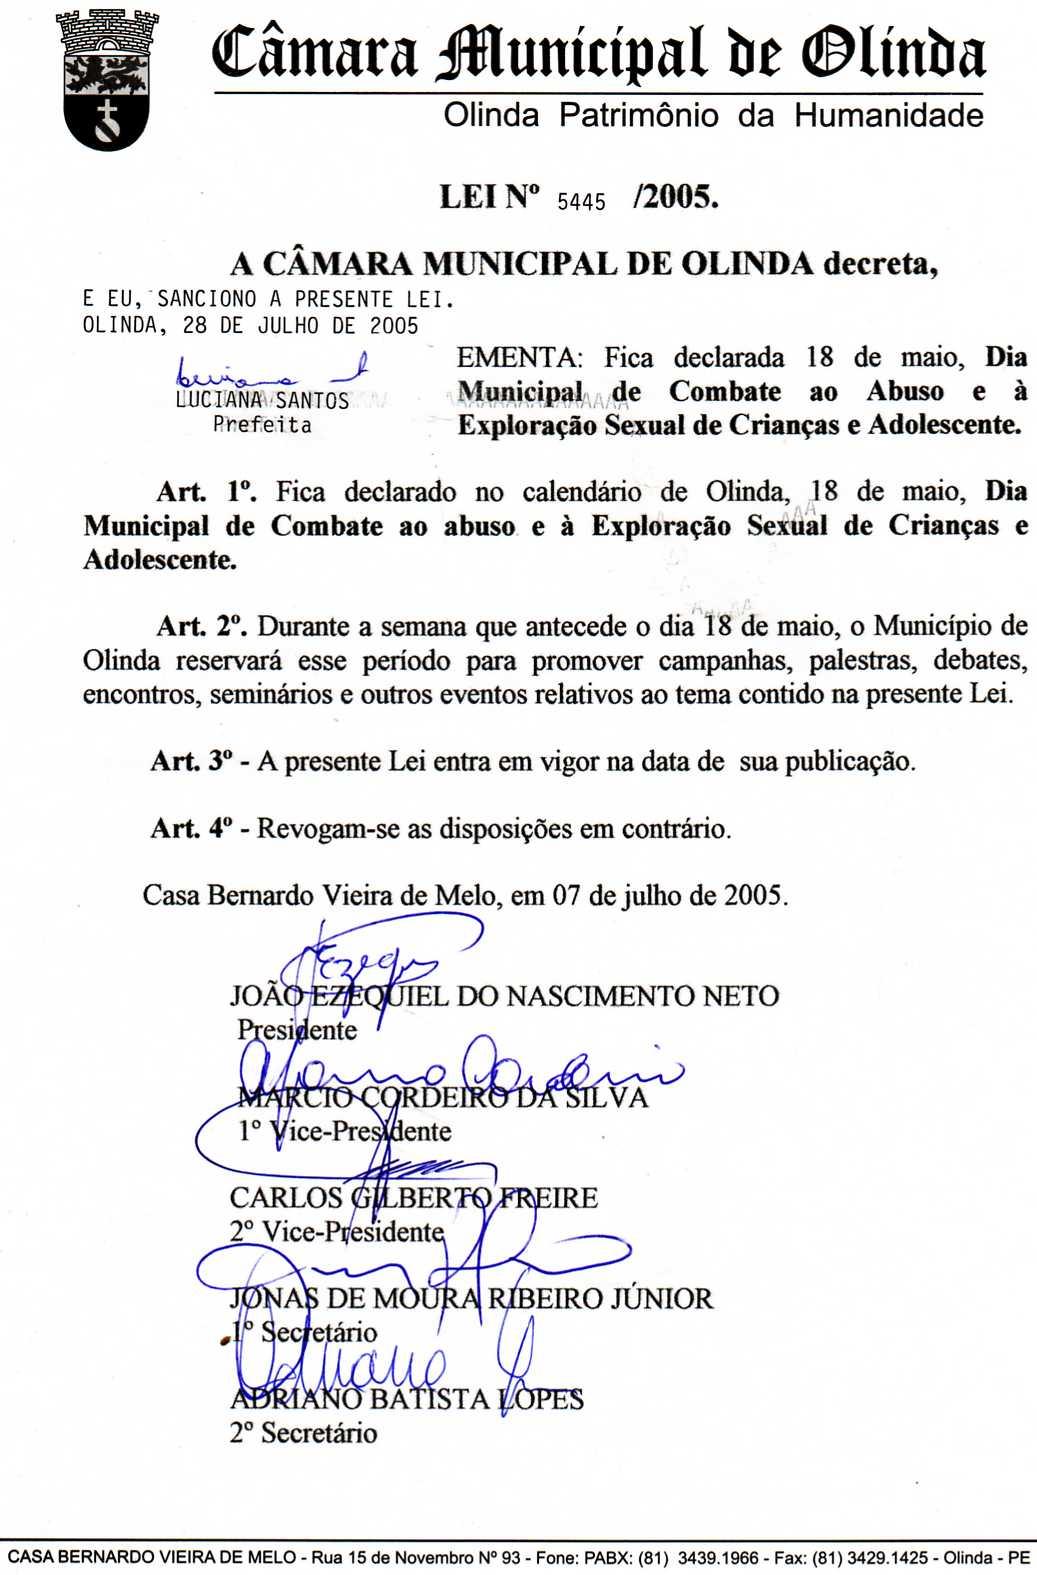 Câmara Municipal de Olinda
Olinda Patrimônio da Humanidade
LEI Nº 5445 /2005.
A CÂMARA MUNICIPAL DE OLINDA decreta,
E EU, SANCIONO A PRESENTE LEI.
OLINDA, 28 DE JULHO DE 2005
LUCIANA SANTOS
Prefeita
EMENTA: Fica declarada 18 de maio, Dia
Municipal de Combate ao Abuso e à
Exploração Sexual de Crianças e Adolescente.
Art. 1º. Fica declarado no calendário de Olinda, 18 de maio, Dia
Municipal de Combate ao abuso e à Exploração Sexual de Crianças e
Adolescente.
Art. 2º. Durante a semana que antecede o dia 18 de maio, o Município de
Olinda reservará esse período para promover campanhas, palestras, debates,
encontros, seminários e outros eventos relativos ao tema contido na presente Lei.
Art. 3º - A presente Lei entra em vigor na data de sua publicação.
Art. 4º - Revogam-se as disposições em contrário.
Casa Bernardo Vieira de Melo, em 07 de julho de 2005.
JOÃO EZEQUIEL DO NASCIMENTO NETO
Presidente
MARCIO CORDEIRO DA SILVA
1º Vice-Presidente
CARLOS GILBERTO FREIRE
2º Vice-Presidente
JONAS DE MOURA RIBEIRO JÚNIOR
1º Secretário
ADRIANO BATISTA LOPES
2º Secretário
CASA BERNARDO VIEIRA DE MELO - Rua 15 de Novembro Nº 93 - Fone: PABX: (81) 3439.1966 - Fax: (81) 3429.1425 - Olinda - PE